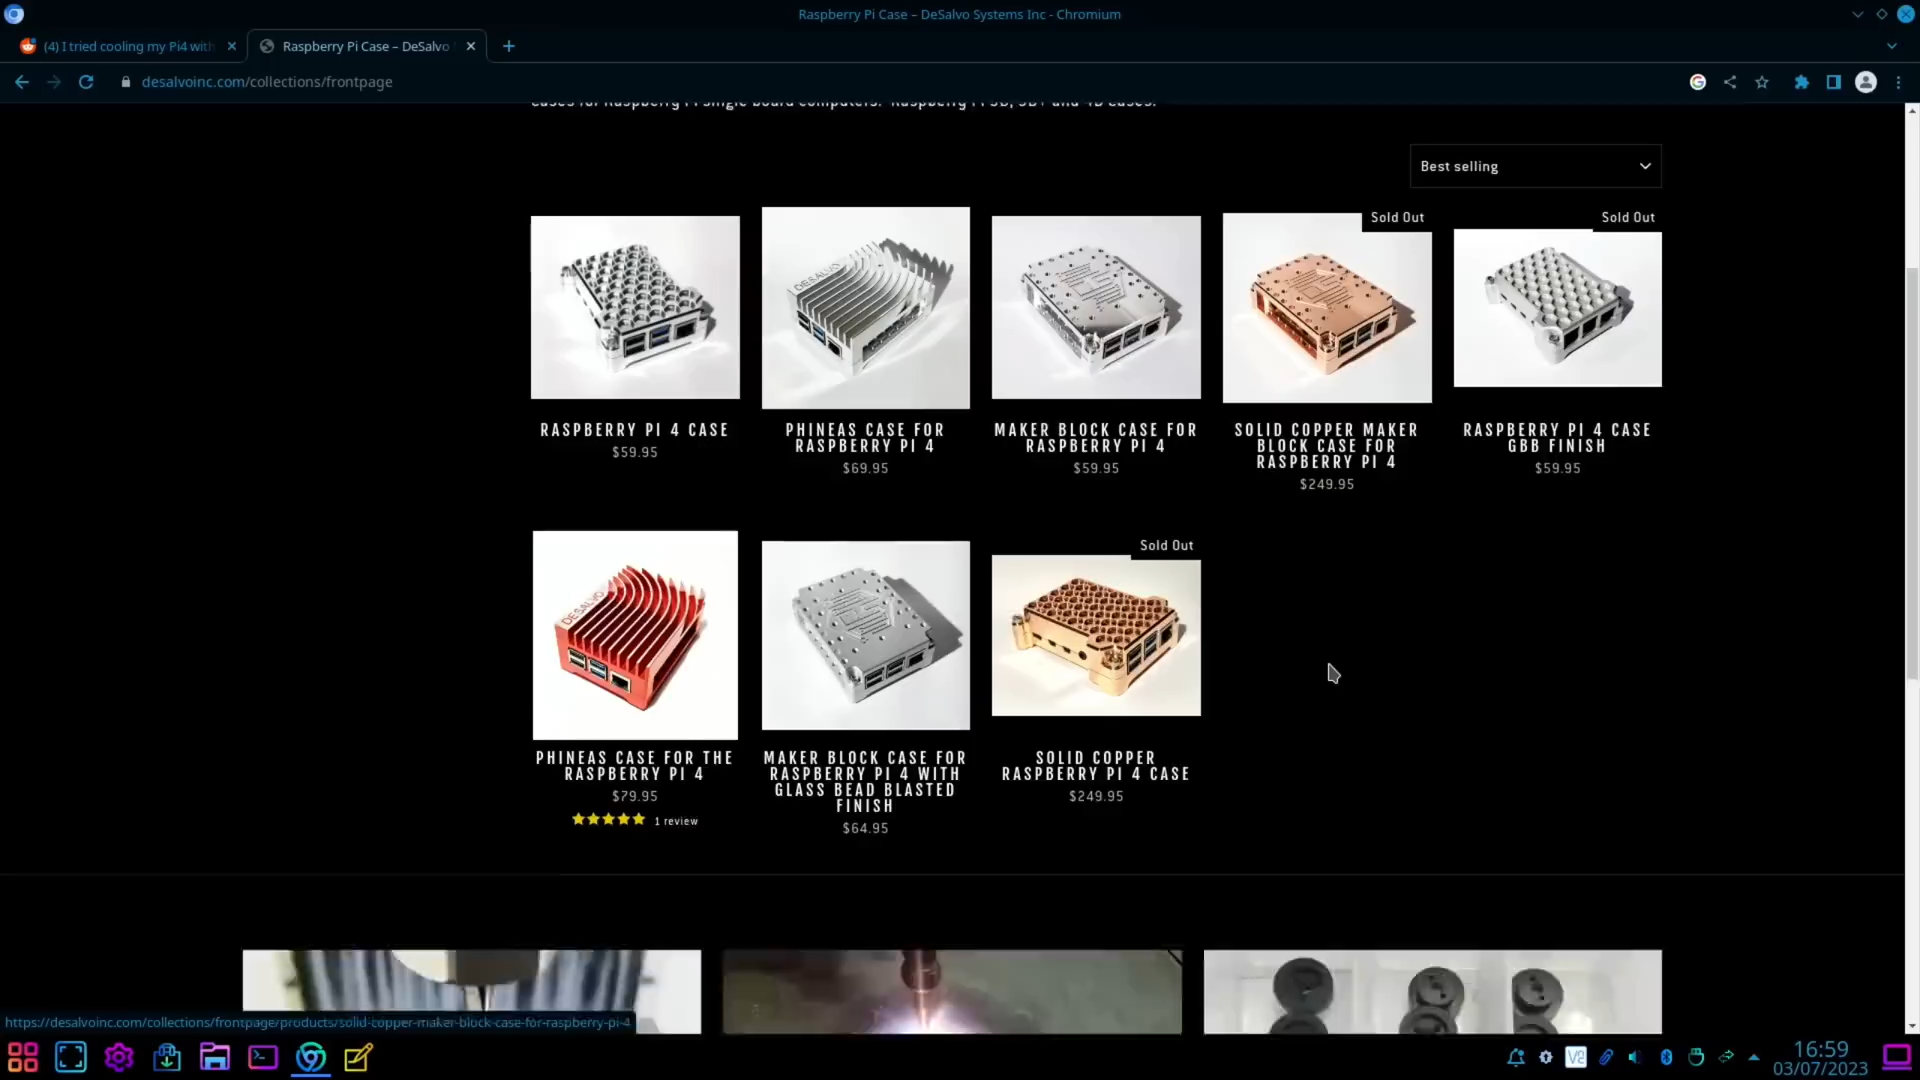 Raspberry Pi Case – DeSalvo Systems Inc - Chromium
(4) I tried cooling my Pi4 with
Raspberry Pi Case – DeSalvo
desalvoinc.com/collections/frontpage
Cases for Raspberry Pi single board computers. Raspberry Pi 3B, 3B+ and 4B cases.
Best selling
Sold Out
Sold Out
DESALVO
RASPBERRY PI 4 CASE
$59.95
PHINEAS CASE FOR
RASPBERRY PI 4
$69.95
MAKER BLOCK CASE FOR
RASPBERRY PI 4
$59.95
SOLID COPPER MAKER
BLOCK CASE FOR
RASPBERRY PI 4
$249.95
RASPBERRY PI 4 CASE
GBB FINISH
$59.95
Sold Out
DESALVO
PHINEAS CASE FOR THE
RASPBERRY PI 4
$79.95
1 review
MAKER BLOCK CASE FOR
RASPBERRY PI 4 WITH
GLASS BEAD BLASTED
FINISH
$64.95
SOLID COPPER
RASPBERRY PI 4 CASE
$249.95
https://desalvoinc.com/collections/frontpage/products/solid-copper-maker-block-case-for-raspberry-pi-4
16:59
03/07/2023